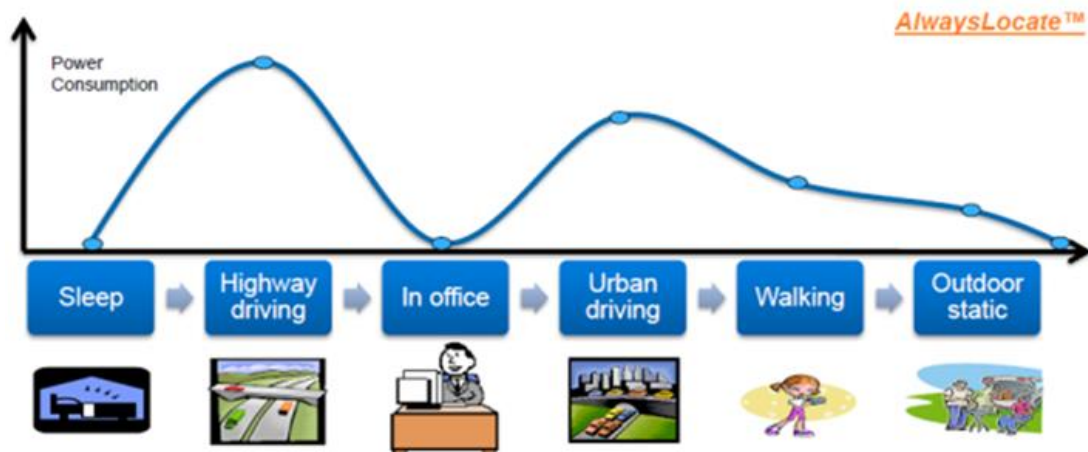 AlwaysLocate™
Power
Consumption
Sleep
Highway
driving
In office
Urban
driving
Walking
Outdoor
static